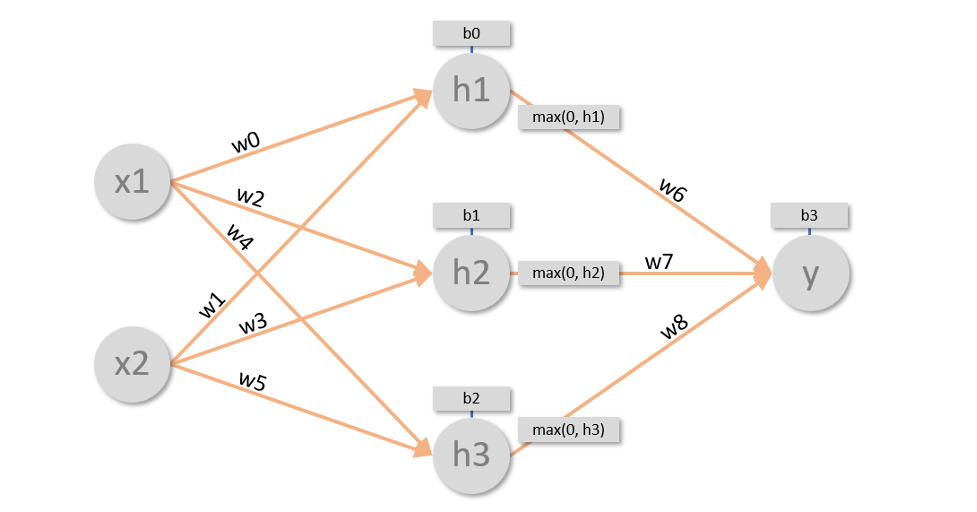 b0
h1
max(0, h1)
w0
x1
w2
w6
w4
b1
b3
h2
max(0, h2)
w7
y
w1
w3
x2
w8
w5
b2
max(0, h3)
h3